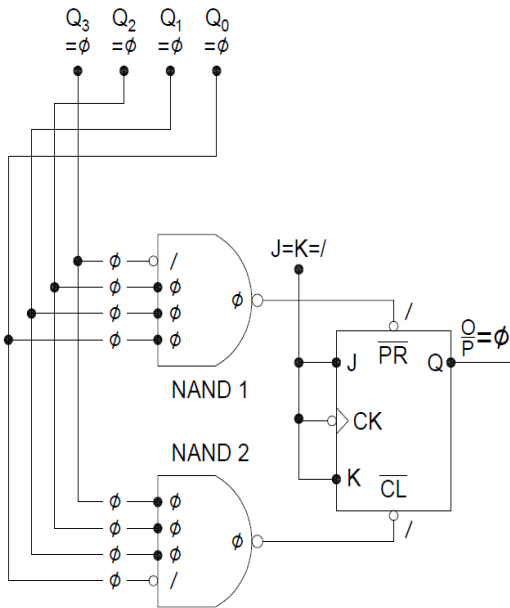 Q3 Q2 Q1 Q0
=ϕ =ϕ =ϕ =ϕ
ϕ /
ϕ ϕ
ϕ ϕ
ϕ ϕ
ϕ
NAND 1
J=K=/
/
PR
J
Q
O/P=ϕ
CK
K
CL
/
NAND 2
ϕ ϕ
ϕ ϕ
ϕ ϕ
ϕ /
ϕ